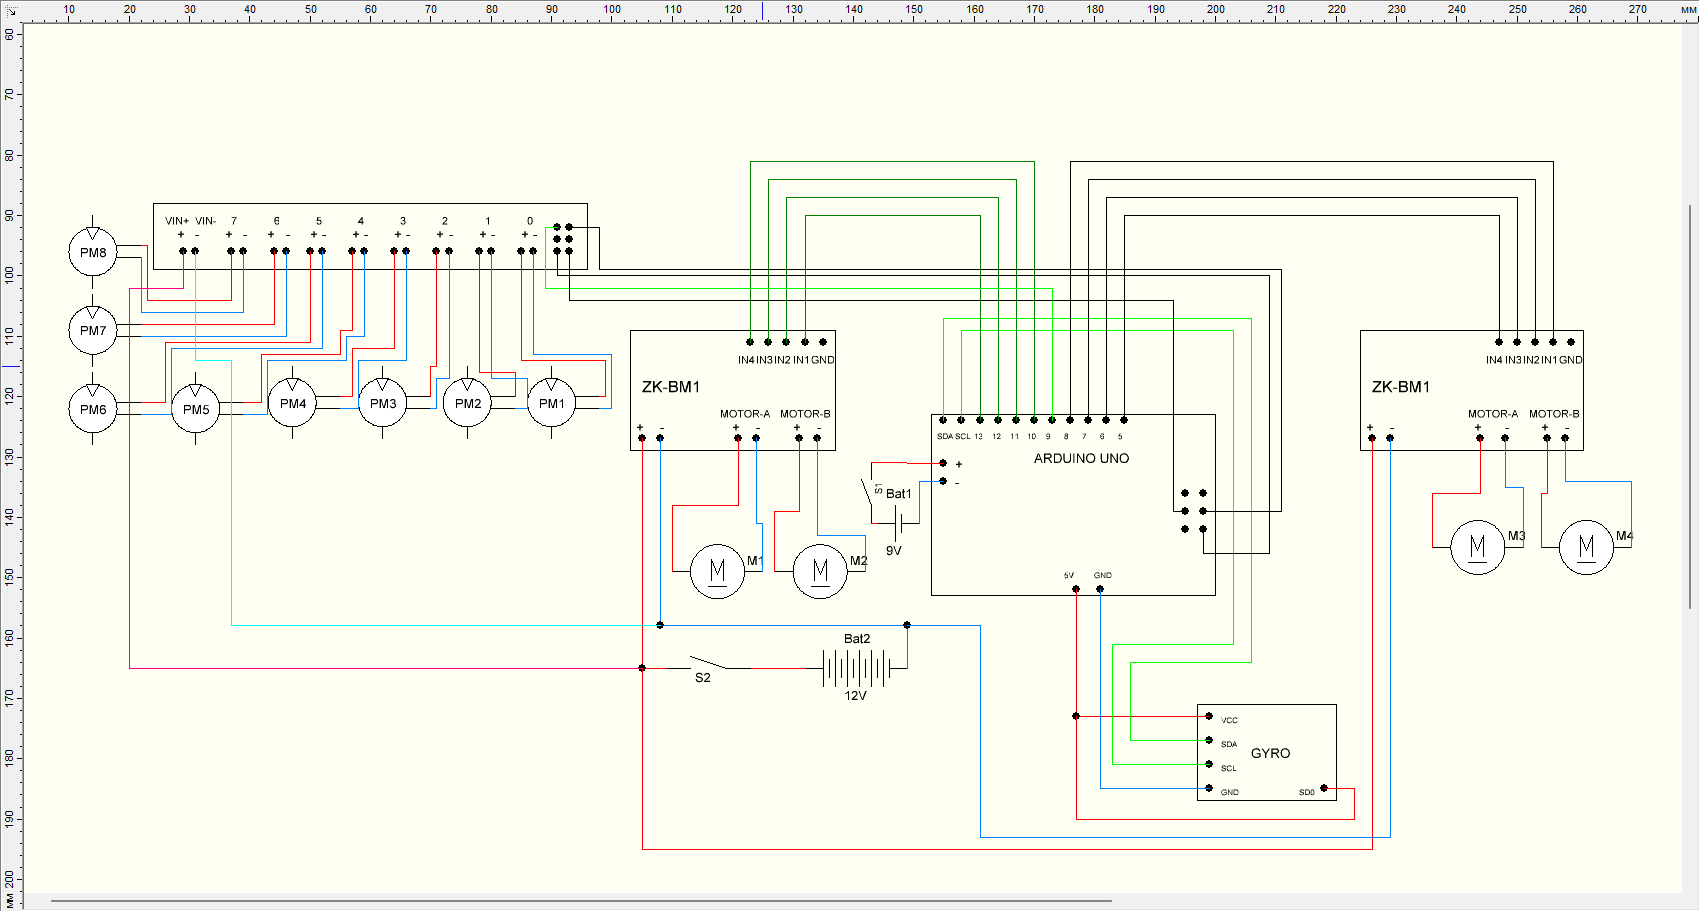 10 20 30 40 50 60 70 80 90 100 110 120 130 140 150 160 170 180 190 200 210 220 230 240 250 260 270 мм
60
70
80
90
100
110
120
130
140
150
160
170
180
190
200
мм
VIN+ VIN- 7 6 5 4 3 2 1 0
+ - + - + - + - + - + - + - + - + -
PM8
PM7
PM6 PM5 PM4 PM3 PM2 PM1
IN4 IN3 IN2 IN1 GND
ZK-BM1
MOTOR-A MOTOR-B
+ - + - + -
M M1
M M2
SDA SCL 13 12 11 10 9 8 7 6 5
ARDUINO UNO
+
-
S1
Bat1
9V
5V GND
IN4 IN3 IN2 IN1 GND
ZK-BM1
MOTOR-A MOTOR-B
+ - + - + -
M M3
M M4
S2
Bat2
12V
VCC
SDA
SCL
GND
GYRO
SD0